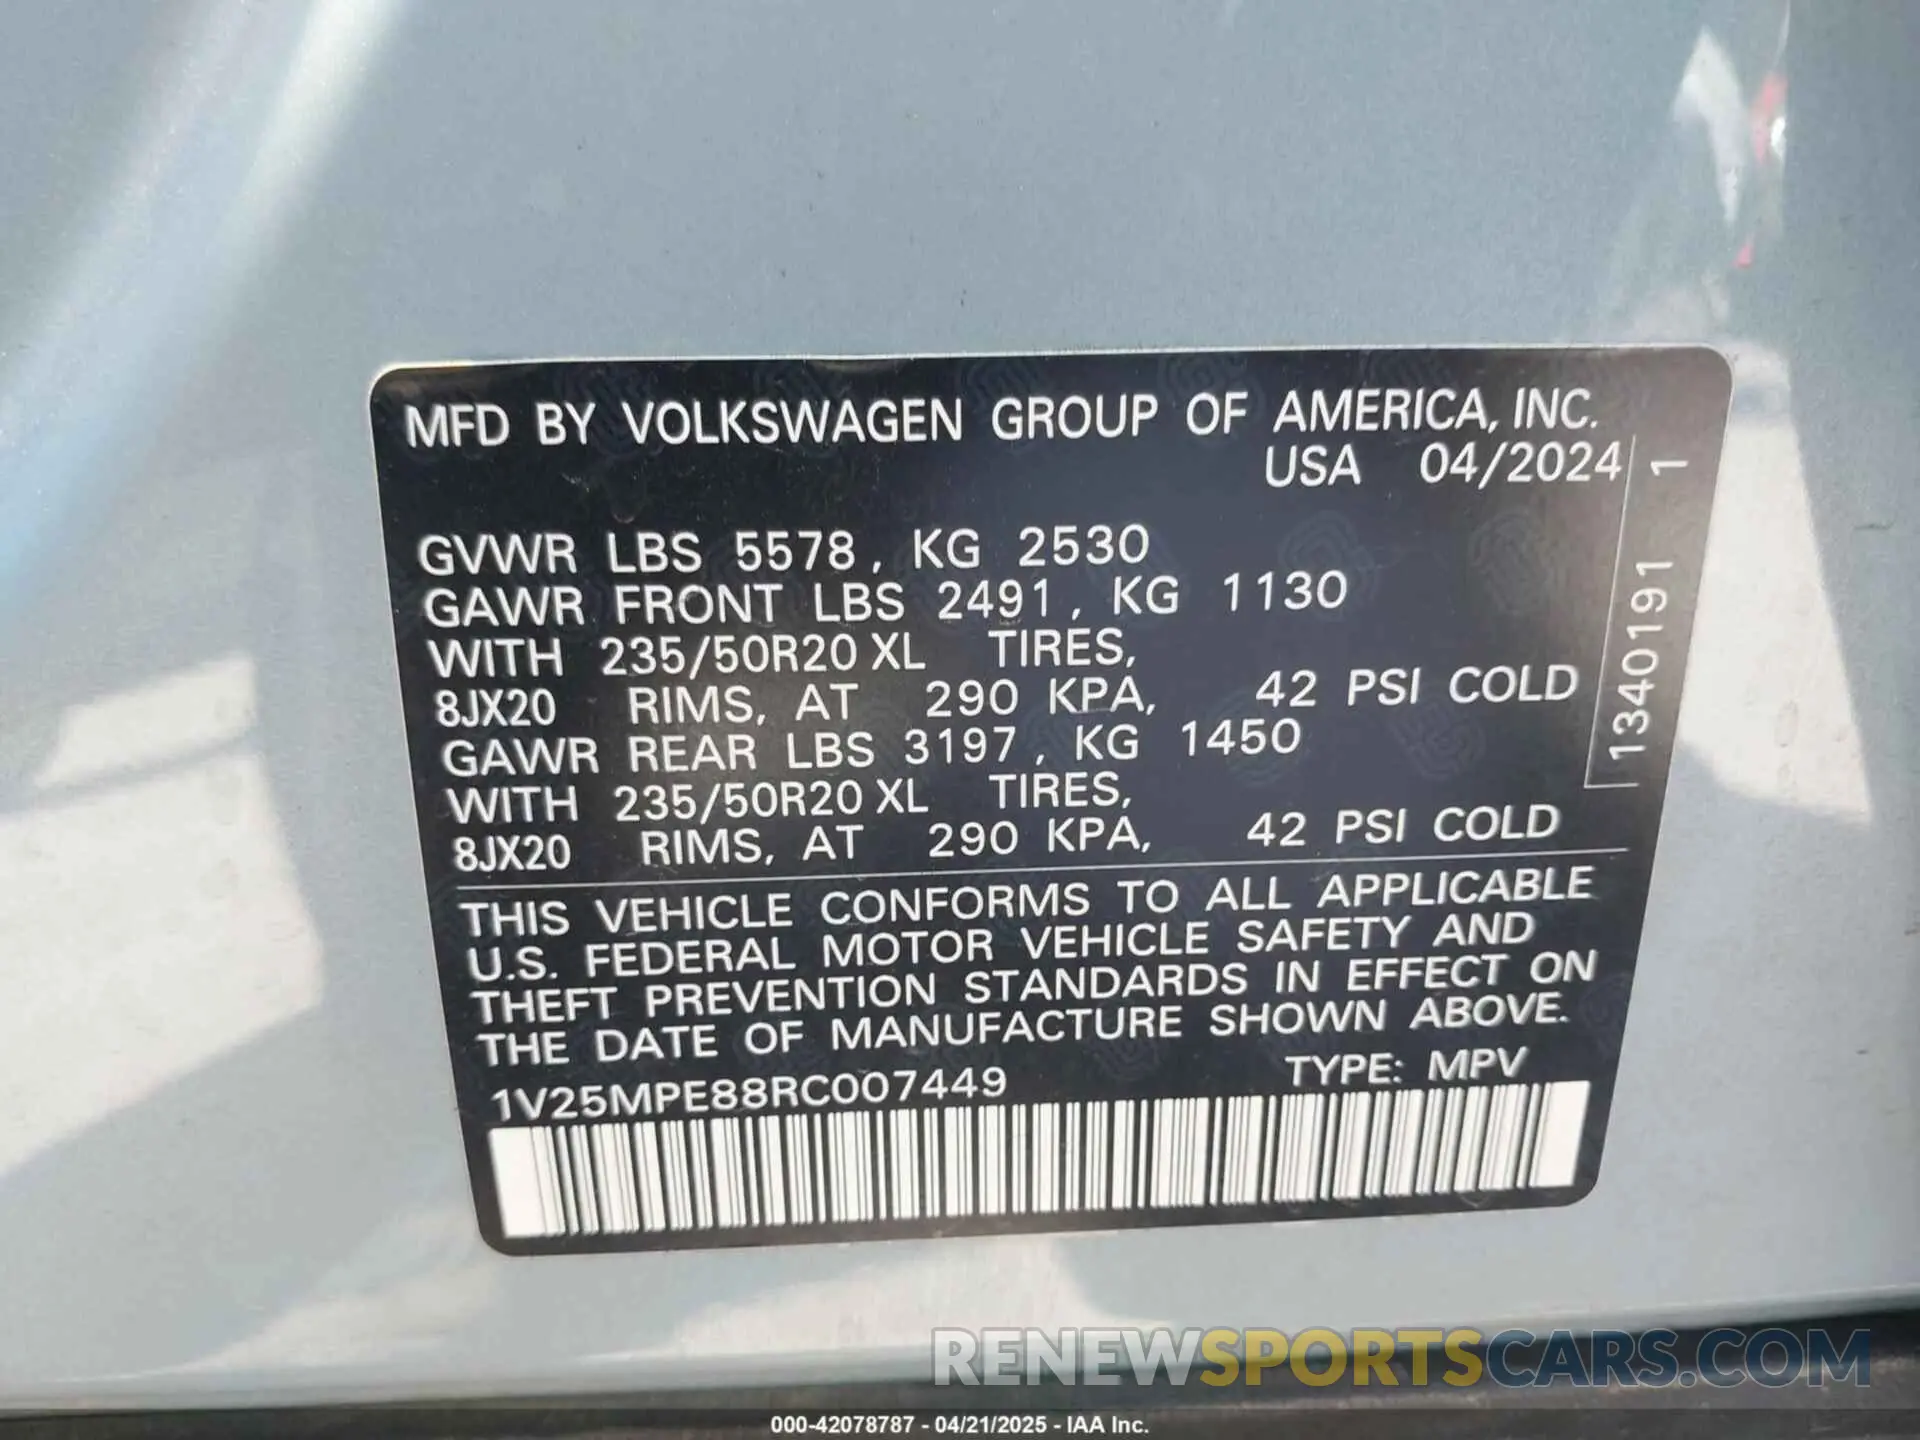 MFD BY VOLKSWAGEN GROUP OF AMERICA, INC.
USA 04/2024
GVWR LBS 5578, KG 2530
GAWR FRONT LBS 2491, KG 1130
WITH 235/50R20 XL TIRES,
8JX20 RIMS, AT 290 KPA, 42 PSI COLD
GAWR REAR LBS 3197, KG 1450
WITH 235/50R20 XL TIRES,
8JX20 RIMS, AT 290 KPA, 42 PSI COLD
1340191 1
THIS VEHICLE CONFORMS TO ALL APPLICABLE
U.S. FEDERAL MOTOR VEHICLE SAFETY AND
THEFT PREVENTION STANDARDS IN EFFECT ON
THE DATE OF MANUFACTURE SHOWN ABOVE.
1V25MPE88RC007449 TYPE: MPV
RENEWSPORTSCARS.COM
000-42078787 - 04/21/2025 - IAA Inc.